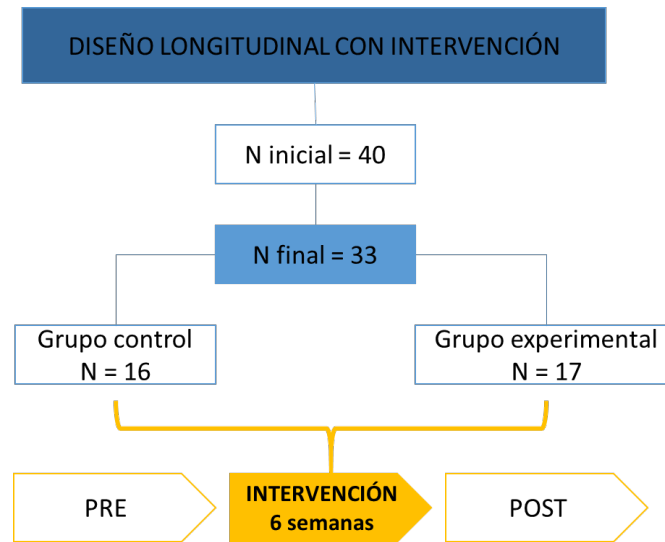 DISEÑO LONGITUDINAL CON INTERVENCIÓN
N inicial = 40
N final = 33
Grupo control
N = 16
Grupo experimental
N = 17
PRE
INTERVENCIÓN
6 semanas
POST